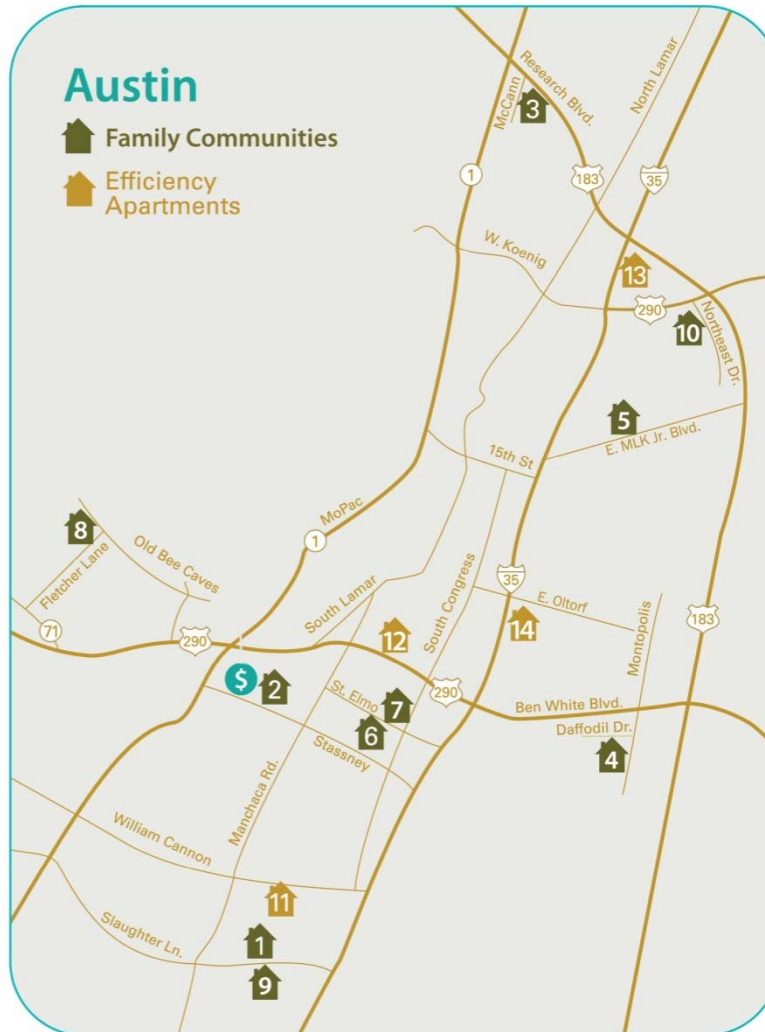 Austin
Family Communities
Efficiency
Apartments
McCann
Research Blvd.
North Lamar
3
1
183
35
W. Koenig
13
290
10
Northeast Dr.
5
E. MLK Jr. Blvd.
15th St
MoPac
1
8
Old Bee Caves
Fletcher Lane
71
290
South Lamar
South Congress
35
E. Oltorf
14
12
Montopolis
183
$
2
St. Elmo
7
290
Ben White Blvd.
6
Daffodil Dr.
4
Stassney
Manchaca Rd.
William Cannon
11
Slaughter Ln.
1
9